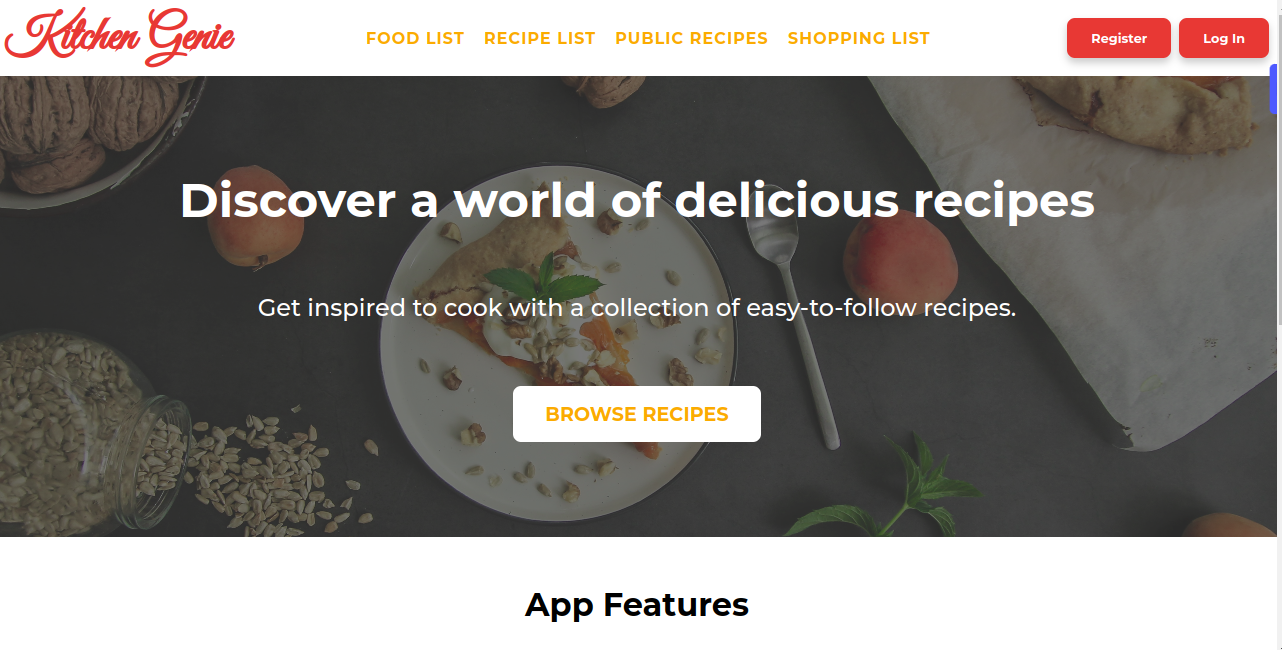 Kitchen Genie
FOOD LIST RECIPE LIST PUBLIC RECIPES SHOPPING LIST
Register Log In
Discover a world of delicious recipes
Get inspired to cook with a collection of easy-to-follow recipes.
BROWSE RECIPES
App Features